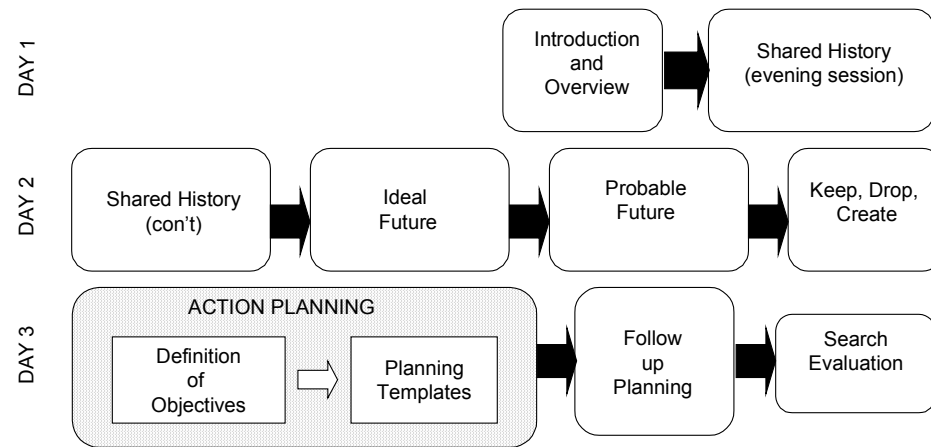 DAY 1
Introduction
and
Overview
Shared History
(evening session)
DAY 2
Shared History
(con't)
Ideal
Future
Probable
Future
Keep, Drop,
Create
DAY 3
ACTION PLANNING
Definition
of
Objectives
Planning
Templates
Follow
up
Planning
Search
Evaluation